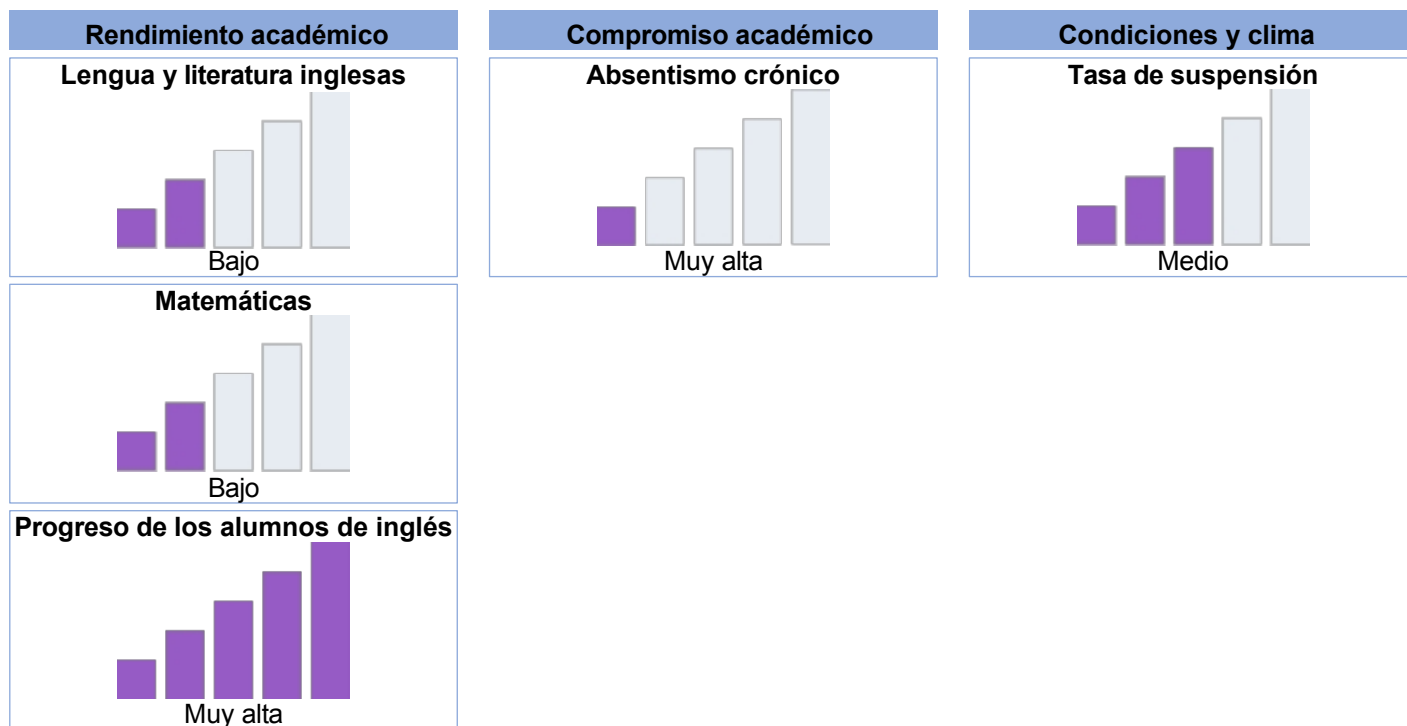 Rendimiento académico
Lengua y literatura inglesas
Bajo
Matemáticas
Bajo
Progreso de los alumnos de inglés
Muy alta
Compromiso académico
Absentismo crónico
Muy alta
Condiciones y clima
Tasa de suspensión
Medio